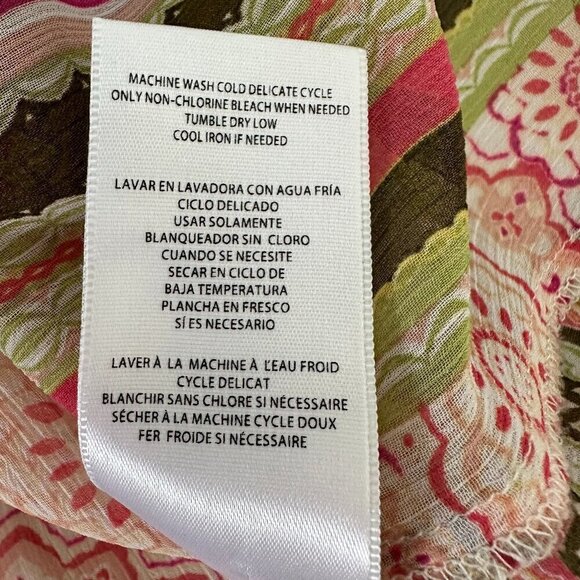 MACHINE WASH COLD DELICATE CYCLE
ONLY NON-CHLORINE BLEACH WHEN NEEDED
TUMBLE DRY LOW
COOL IRON IF NEEDED
LAVAR EN LAVADORA CON AGUA FRÍA
CICLO DELICADO
USAR SOLAMENTE
BLANQUEADOR SIN CLORO
CUANDO SE NECESITE
SECAR EN CICLO DE
BAJA TEMPERATURA
PLANCHA EN FRESCO
SÍ ES NECESARIO
LAVER À LA MACHINE À L'EAU FROID
CYCLE DELICAT
BLANCHIR SANS CHLORE SI NÉCESSAIRE
SÉCHER À LA MACHINE CYCLE DOUX
FER FROIDE SI NÉCESSAIRE